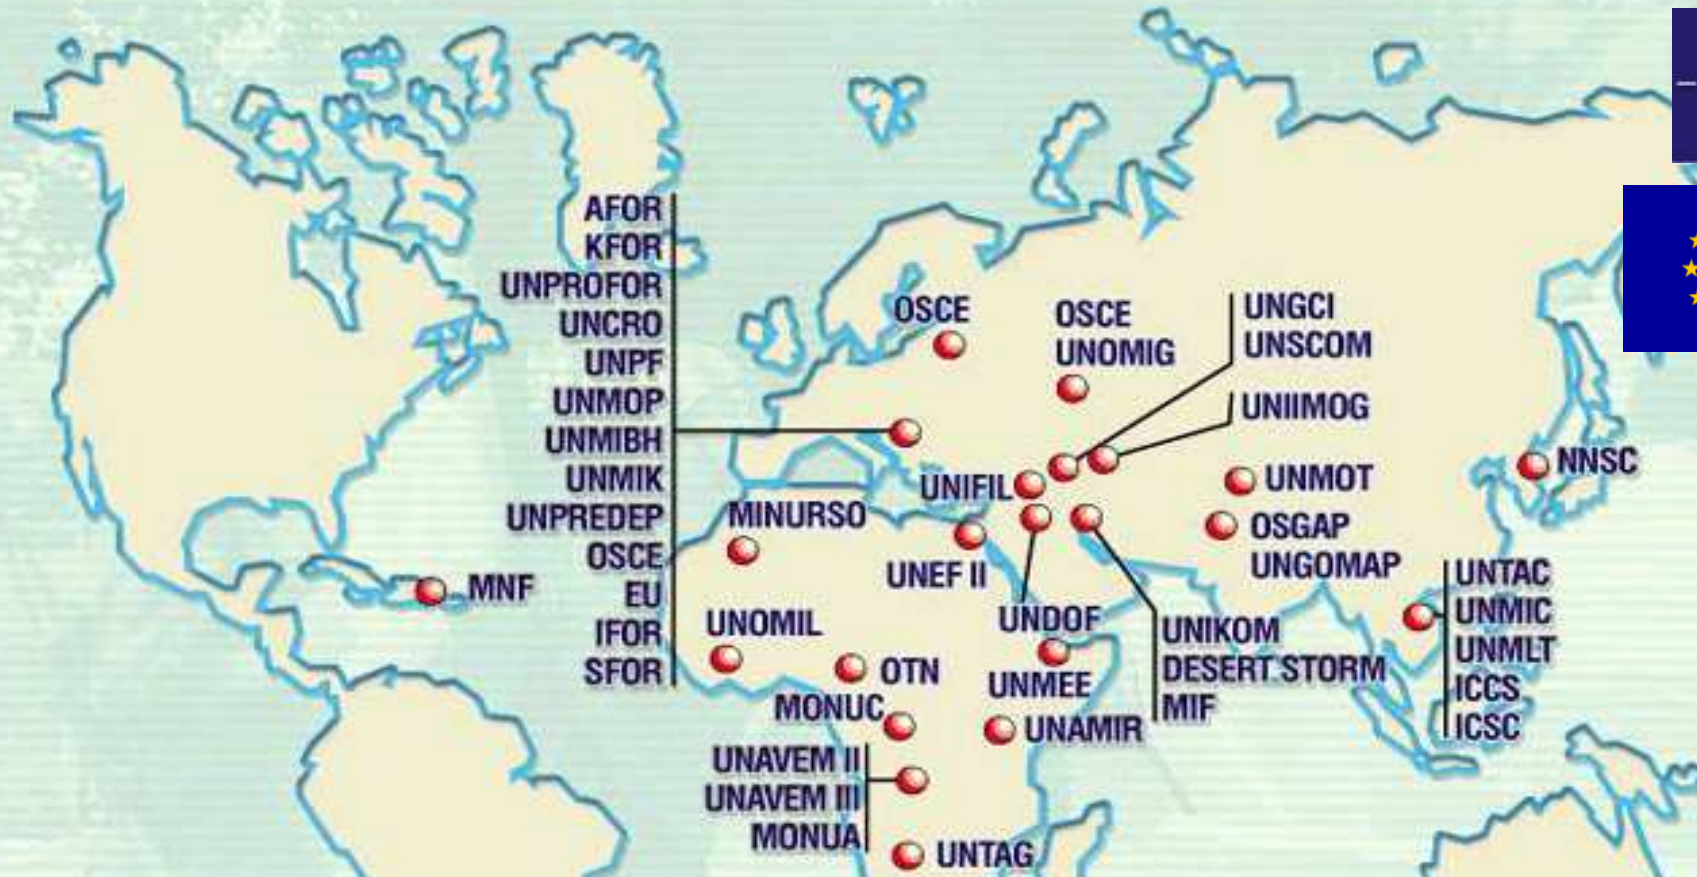 AFOR
KFOR
UNPROFOR
UNCRO
UNPF
UNMOP
UNMIBH
UNMIK
UNPREDEP
OSCE
EU
IFOR
SFOR
OSCE
OSCE
UNOMIG
UNGCI
UNSCOM
UNIIMOG
UNIFIL
UNMOT
NNSC
MINURSO
OSGAP
UNGOMAP
UNEF II
MNF
UNDOF
UNOMIL
UNIKOM
DESERT STORM
MIF
UNTAC
UNMIC
UNMLT
ICCS
ICSC
OTN
UNMEE
MONUC
UNAMIR
UNAVEM II
UNAVEM III
MONUA
UNTAG